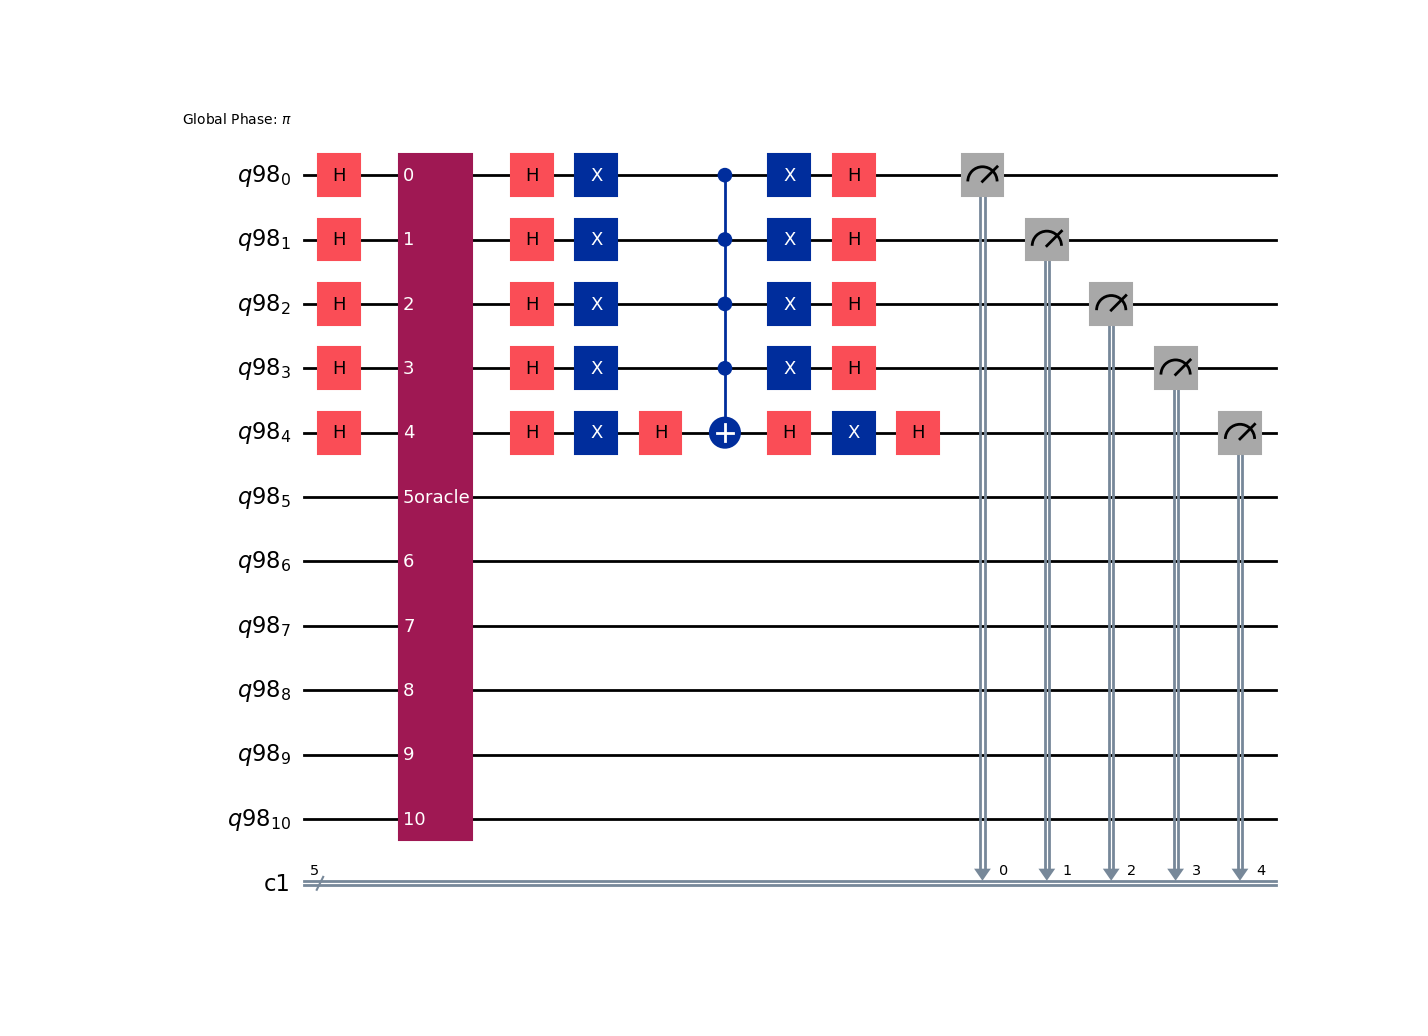 Global Phase: π
q98₀ H 0 H X X H
q98₁ H 1 H X X H
q98₂ H 2 H X X H
q98₃ H 3 H X X H
q98₄ H 4 H X H H X H
q98₅ 5oracle
q98₆ 6
q98₇ 7
q98₈ 8
q98₉ 9
q98₁₀ 10
c1 5 0 1 2 3 4